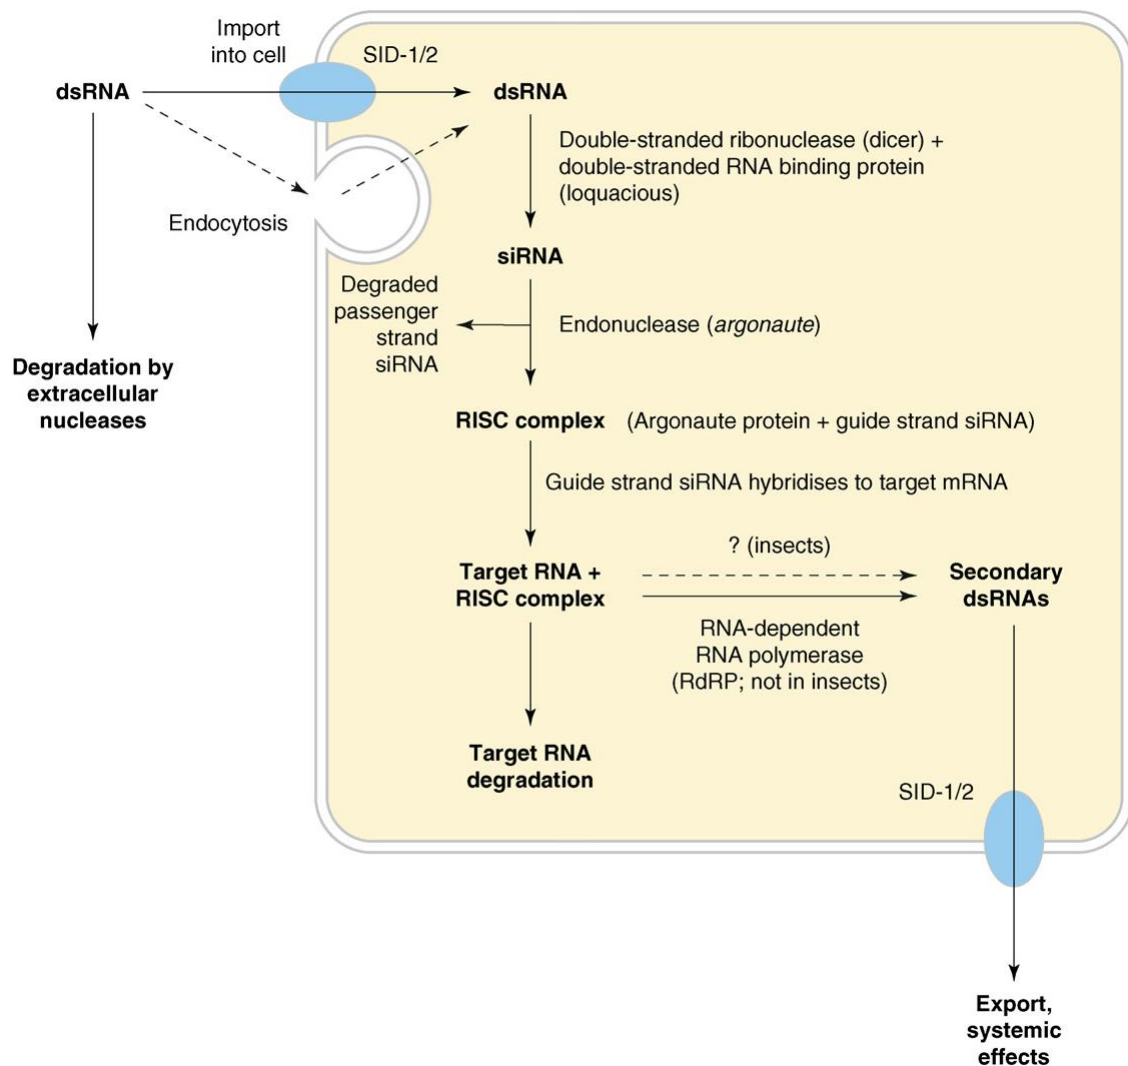 Import
into cell
SID-1/2
dsRNA
dsRNA
Double-stranded ribonuclease (dicer) +
double-stranded RNA binding protein
(loquacious)
Endocytosis
siRNA
Degraded
passenger
strand
siRNA
Endonuclease (argonaute)
Degradation by
extracellular
nucleases
RISC complex (Argonaute protein + guide strand siRNA)
Guide strand siRNA hybridises to target mRNA
? (insects)
Target RNA +
RISC complex
Secondary
dsRNAs
RNA-dependent
RNA polymerase
(RdRP; not in insects)
Target RNA
degradation
SID-1/2
Export,
systemic
effects